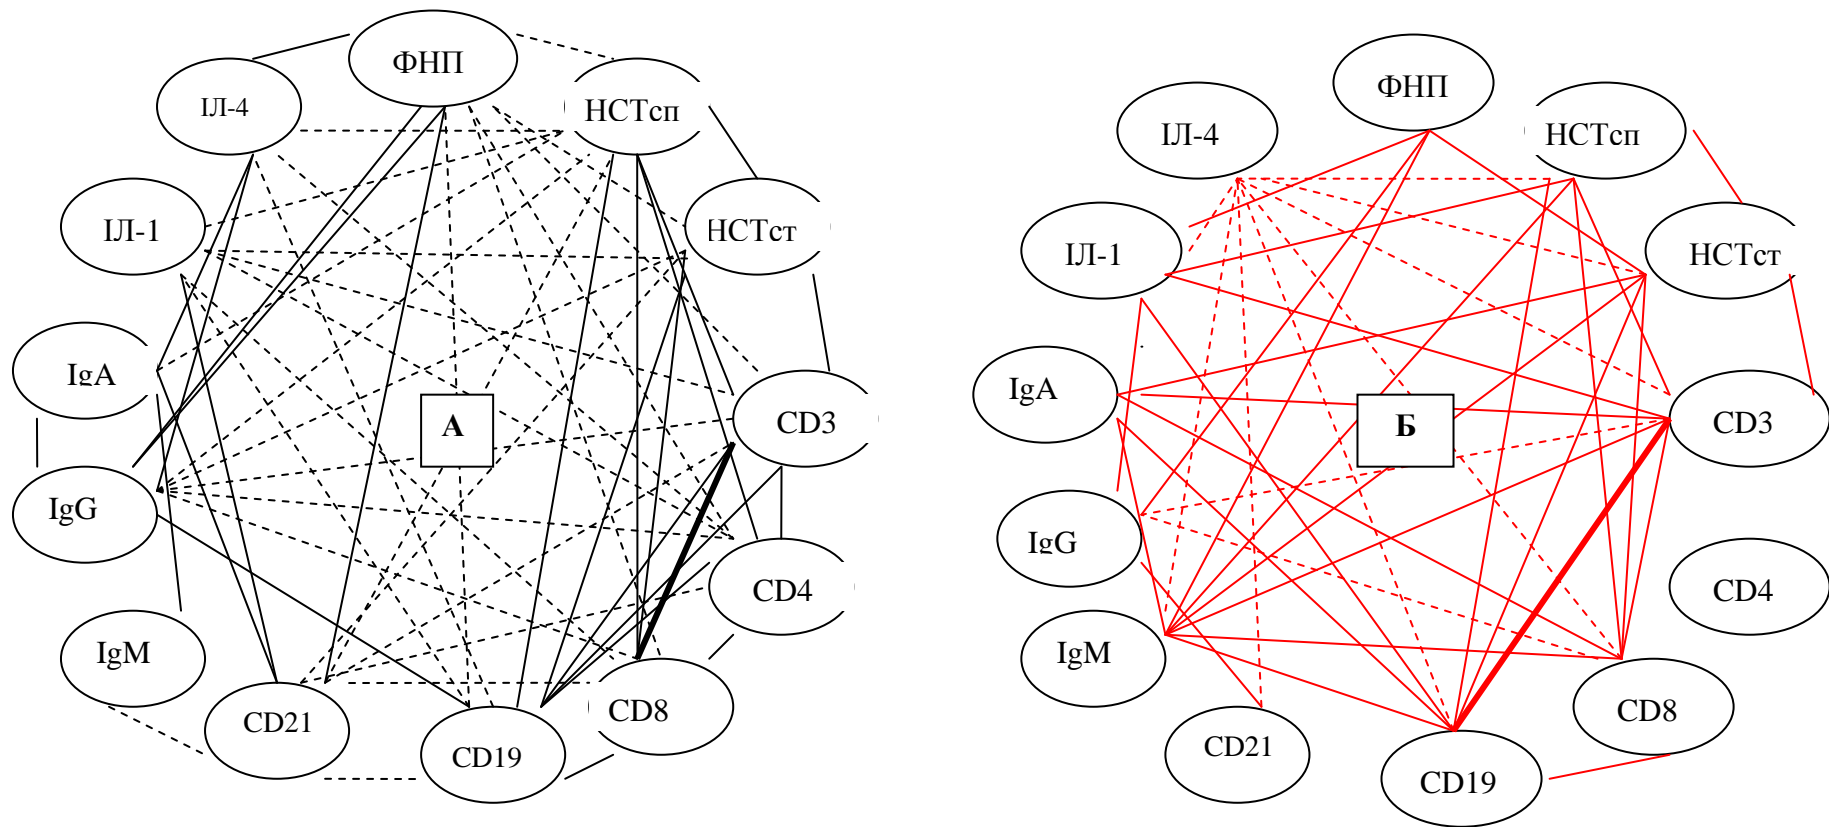 ФНП
НСТсп
ІЛ-4
ІЛ-1
НСТст
IgA
А
CD3
IgG
CD4
IgM
CD21
CD19
CD8
ФНП
НСТсп
ІЛ-4
ІЛ-1
НСТст
IgA
Б
CD3
IgG
CD4
IgM
CD8
CD21
CD19